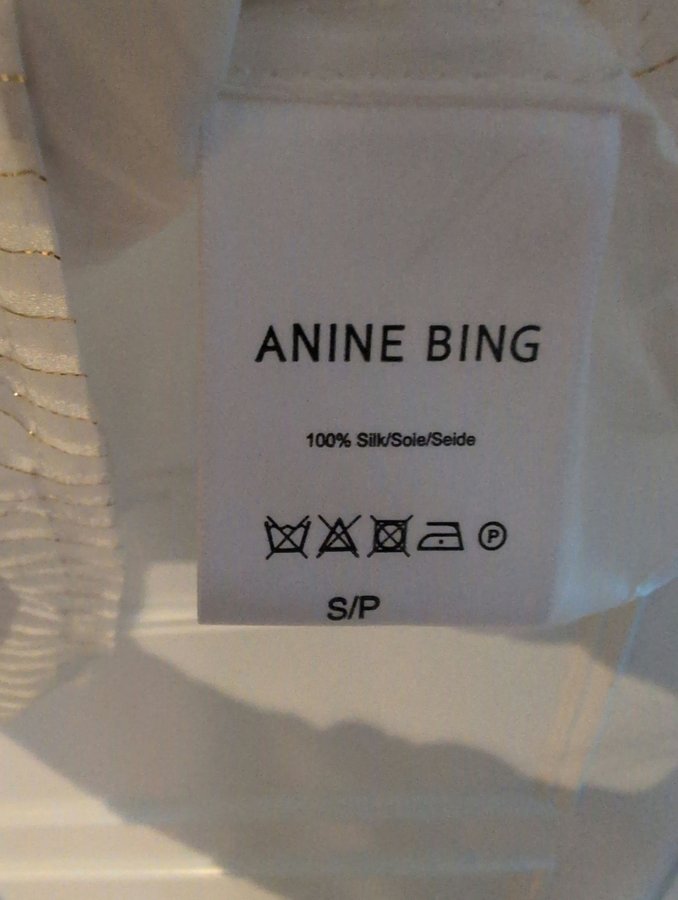 ANINE BING
100% Silk/Soie/Seide
P
S/P